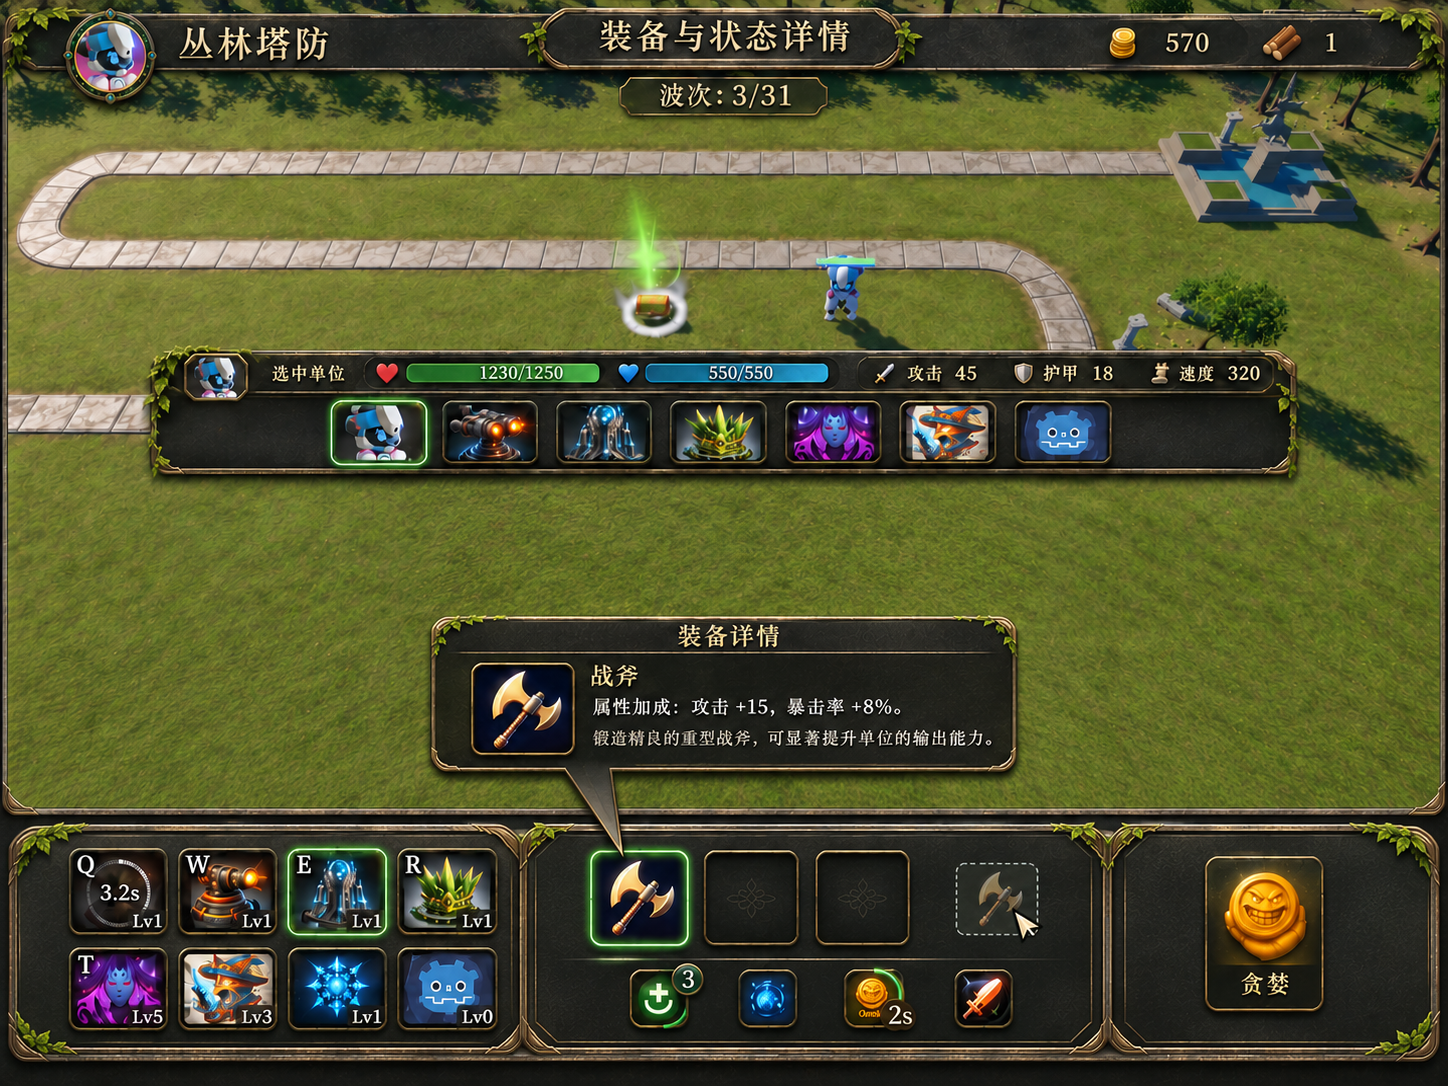 丛林塔防
装备与状态详情
570
1
波次: 3/31
选中单位
1230/1250
550/550
攻击 45
护甲 18
速度 320
装备详情
战斧
属性加成：攻击 +15，暴击率 +8%。
锻造精良的重型战斧，可显著提升单位的输出能力。
Q
3.2s
Lv1
W
Lv1
E
Lv1
R
Lv1
T
Lv5
Lv3
Lv1
Lv0
3
2s
贪婪